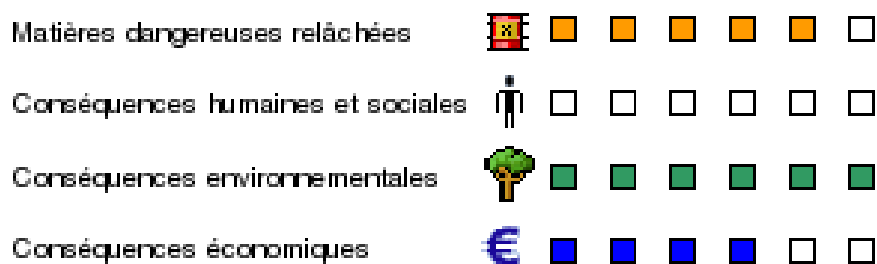 Matières dangereuses relâchées
Conséquences humaines et sociales
Conséquences environnementales
Conséquences économiques €